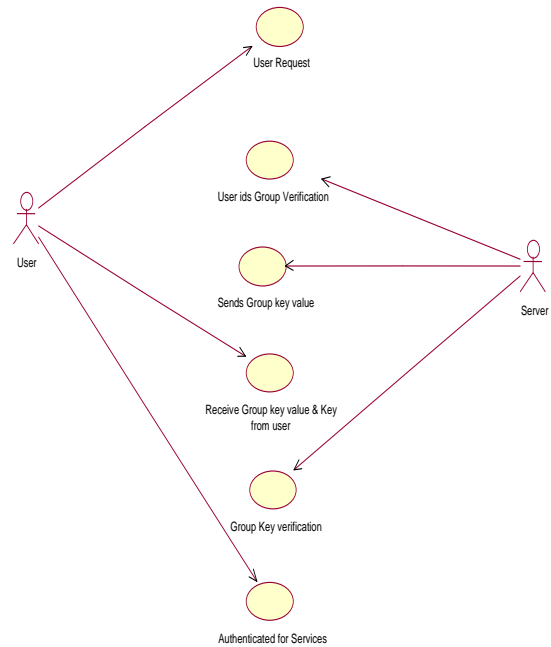 User Request
User ids Group Verification
User
Sends Group key value
Server
Receive Group key value & Key
from user
Group Key verification
Authenticated for Services